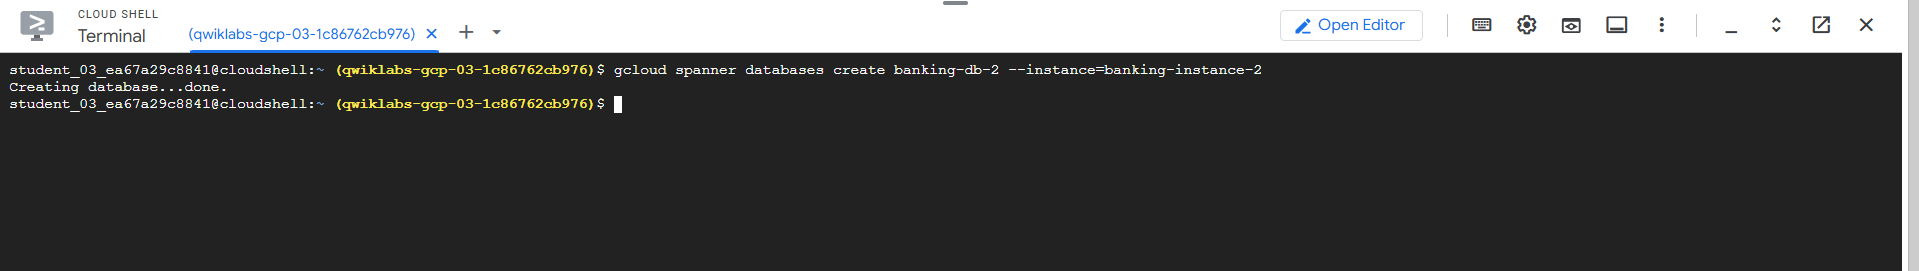 CLOUD SHELL
Terminal
(qwiklabs-gcp-03-1c86762cb976)
Open Editor
student_03_ea67a29c8841@cloudshell:~ (qwiklabs-gcp-03-1c86762cb976)$ gcloud spanner databases create banking-db-2 --instance=banking-instance-2
Creating database...done.
student_03_ea67a29c8841@cloudshell:~ (qwiklabs-gcp-03-1c86762cb976)$